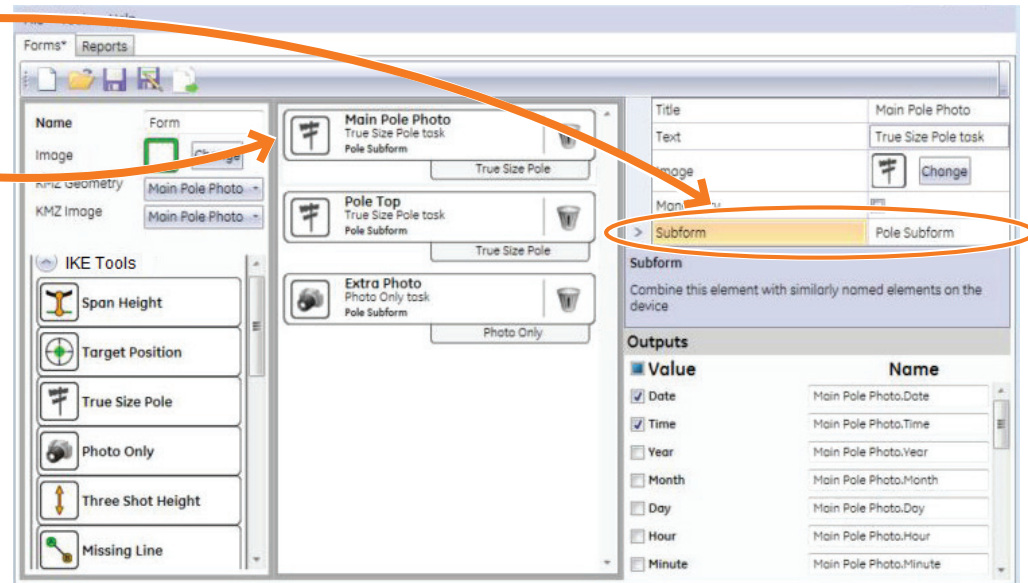 Forms*
Reports
Name
Form
Image
Change
KMZ Geometry
Main Pole Photo
KMZ Image
Main Pole Photo
IKE Tools
Span Height
Target Position
True Size Pole
Photo Only
Three Shot Height
Missing Line
Main Pole Photo
True Size Pole task
Pole Subform
True Size Pole
Pole Top
True Size Pole task
Pole Subform
True Size Pole
Extra Photo
Photo Only task
Pole Subform
Photo Only
Title Main Pole Photo
Text True Size Pole task
Image Change
> Subform Pole Subform
Subform
Combine this element with similarly named elements on the
device
Outputs
Value Name
Date Main Pole Photo.Date
Time Main Pole Photo.Time
Year Main Pole Photo.Year
Month Main Pole Photo.Month
Day Main Pole Photo.Day
Hour Main Pole Photo.Hour
Minute Main Pole Photo.Minute